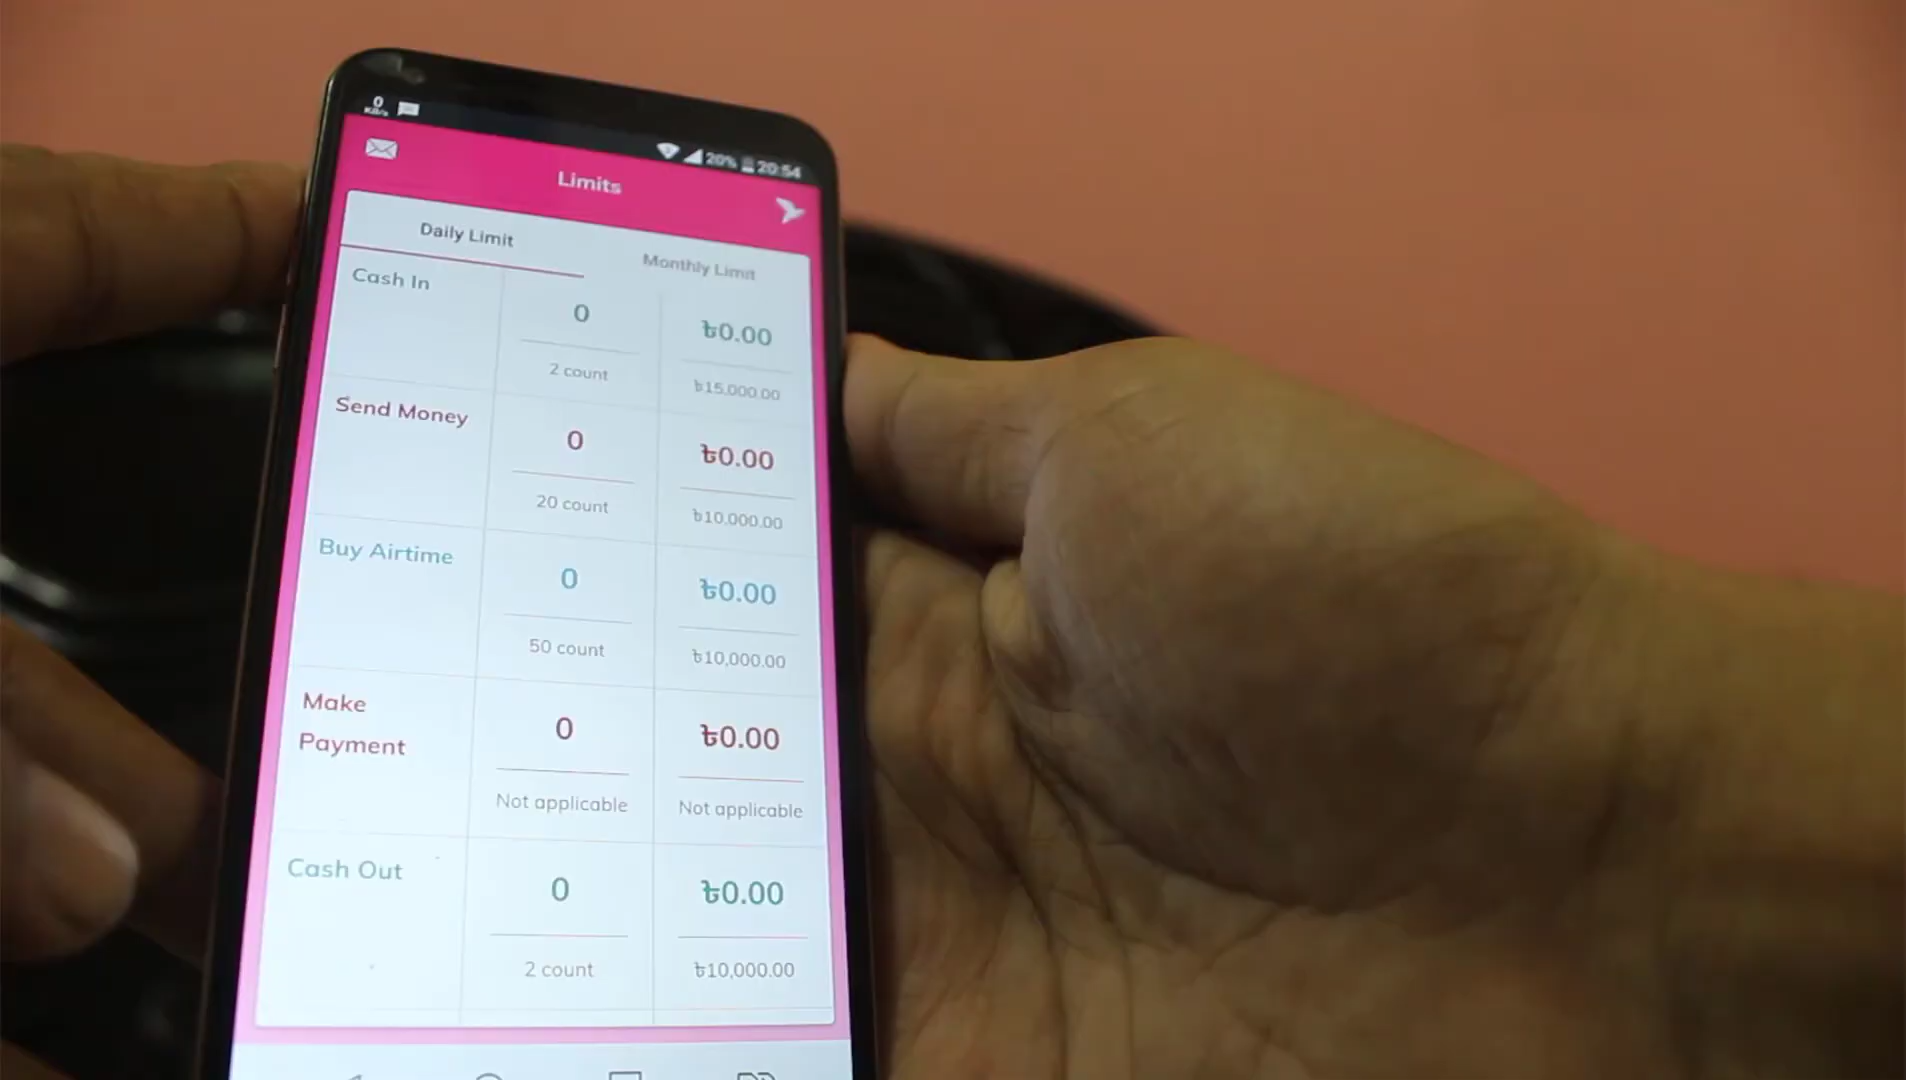 0
KB/s
20% 20:54
Limits
Daily Limit
Monthly Limit
Cash In
0
৳0.00
2 count
৳15,000.00
Send Money
0
৳0.00
20 count
৳10,000.00
Buy Airtime
0
৳0.00
50 count
৳10,000.00
Make
Payment
0
৳0.00
Not applicable
Not applicable
Cash Out
0
৳0.00
2 count
৳10,000.00